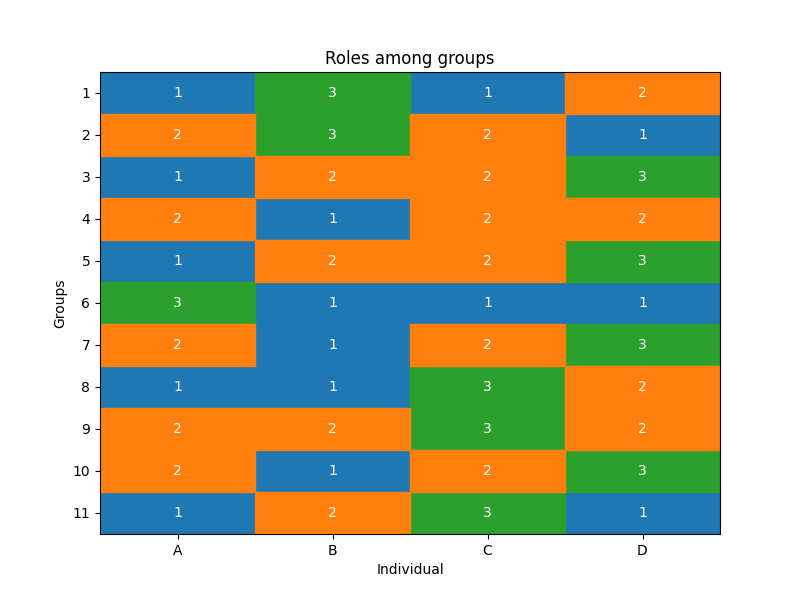 Roles among groups
1 1 3 1 2
2 2 3 2 1
3 1 2 2 3
4 2 1 2 2
5 1 2 2 3
6 3 1 1 1
7 2 1 2 3
8 1 1 3 2
9 2 2 3 2
10 2 1 2 3
11 1 2 3 1
Groups
A B C D
Individual